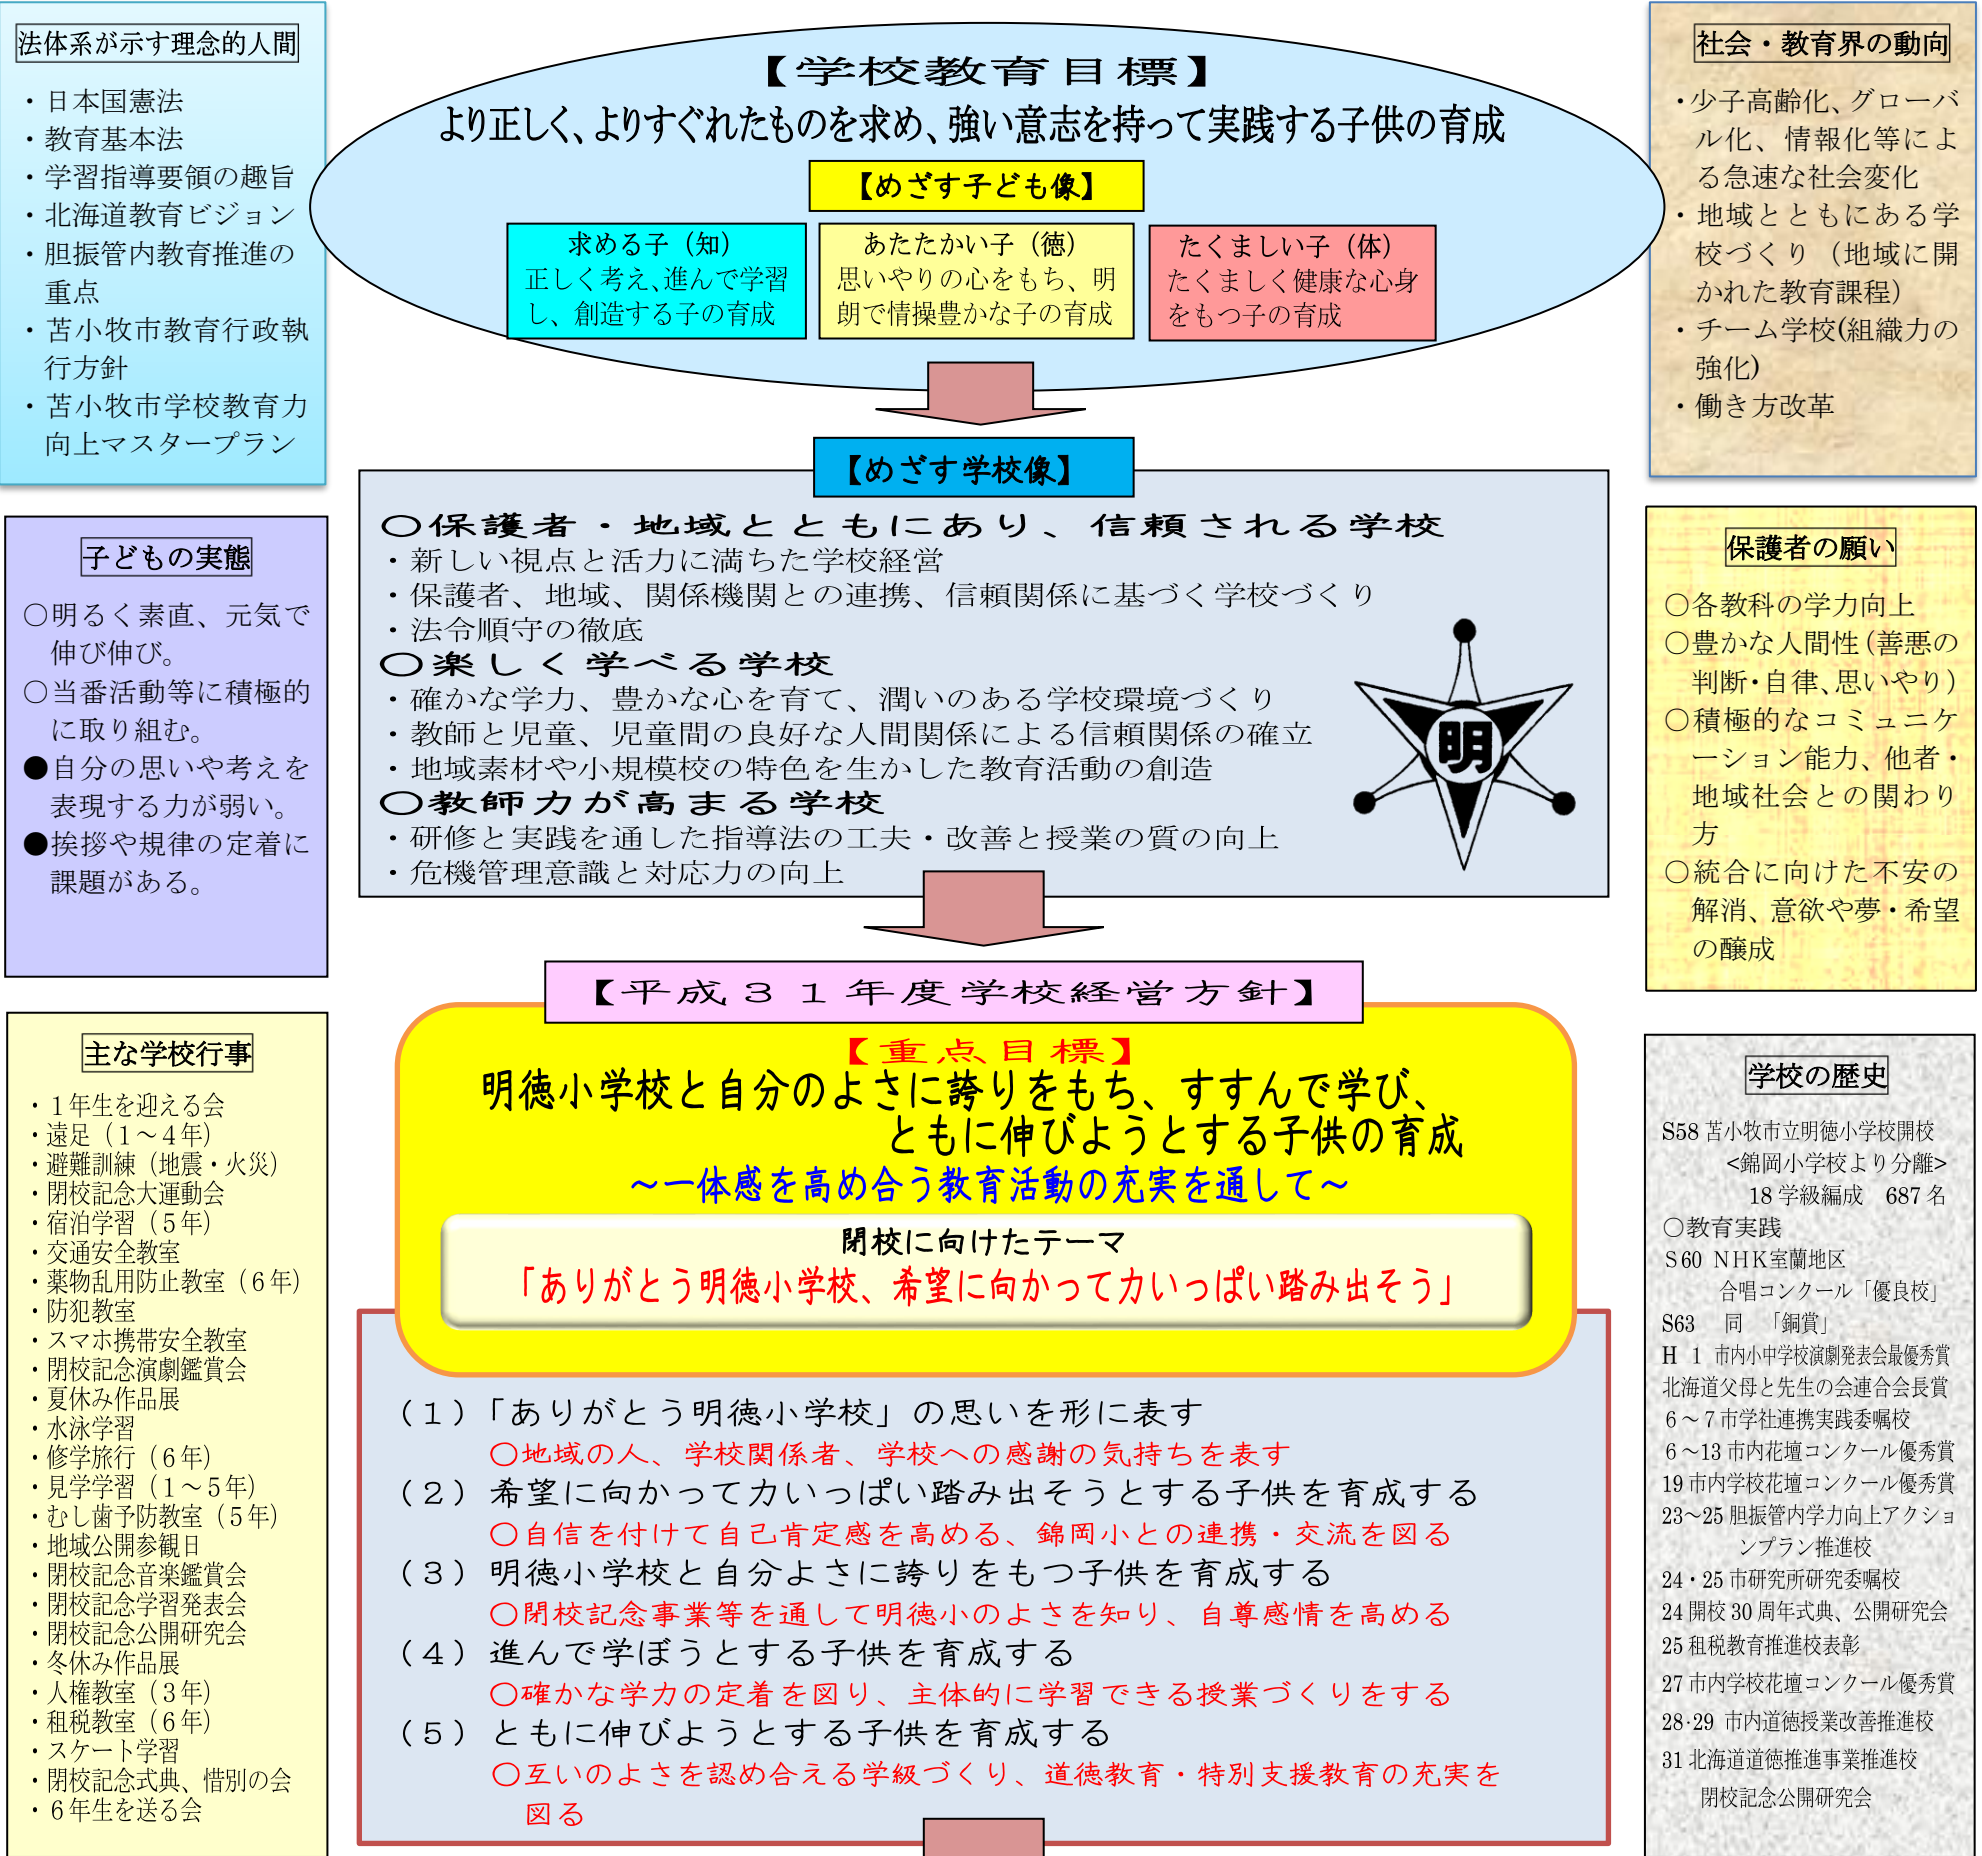 法体系が示す理念的人間
・日本国憲法
・教育基本法
・学習指導要領の趣旨
・北海道教育ビジョン
・胆振管内教育推進の
重点
・苫小牧市教育行政執
行方針
・苫小牧市学校教育力
向上マスタープラン
【学校教育目標】
より正しく、よりすぐれたものを求め、強い意志を持って実践する子供の育成
【めざす子ども像】
求める子（知）
正しく考え、進んで学習
し、創造する子の育成
あたたかい子（徳）
思いやりの心をもち、明
朗で情操豊かな子の育成
たくましい子（体）
たくましく健康な心身
をもつ子の育成
社会・教育界の動向
・少子高齢化、グローバ
ル化、情報化等によ
る急速な社会変化
・地域とともにある学
校づくり（地域に開
かれた教育課程）
・チーム学校(組織力の
強化)
・働き方改革
子どもの実態
○明るく素直、元気で
伸び伸び。
○当番活動等に積極的
に取り組む。
●自分の思いや考えを
表現する力が弱い。
●挨拶や規律の定着に
課題がある。
【めざす学校像】
○保護者・地域とともにあり、信頼される学校
・新しい視点と活力に満ちた学校経営
・保護者、地域、関係機関との連携、信頼関係に基づく学校づくり
・法令順守の徹底
○楽しく学べる学校
・確かな学力、豊かな心を育て、潤いのある学校環境づくり
・教師と児童、児童間の良好な人間関係による信頼関係の確立
・地域素材や小規模校の特色を生かした教育活動の創造
○教師力が高まる学校
・研修と実践を通した指導法の工夫・改善と授業の質の向上
・危機管理意識と対応力の向上
明
保護者の願い
○各教科の学力向上
○豊かな人間性(善悪の
判断・自律、思いやり)
○積極的なコミュニケ
ーション能力、他者・
地域社会との関わり
方
○統合に向けた不安の
解消、意欲や夢・希望
の醸成
主な学校行事
・１年生を迎える会
・遠足（１～４年）
・避難訓練（地震・火災）
・閉校記念大運動会
・宿泊学習（５年）
・交通安全教室
・薬物乱用防止教室（６年）
・防犯教室
・スマホ携帯安全教室
・閉校記念演劇鑑賞会
・夏休み作品展
・水泳学習
・修学旅行（６年）
・見学学習（１～５年）
・むし歯予防教室（５年）
・地域公開参観日
・閉校記念音楽鑑賞会
・閉校記念学習発表会
・閉校記念公開研究会
・冬休み作品展
・人権教室（３年）
・租税教室（６年）
・スケート学習
・閉校記念式典、惜別の会
・６年生を送る会
【平成３１年度学校経営方針】
【重点目標】
明徳小学校と自分のよさに誇りをもち、すすんで学び、
ともに伸びようとする子供の育成
～一体感を高め合う教育活動の充実を通して～
閉校に向けたテーマ
「ありがとう明徳小学校、希望に向かって力いっぱい踏み出そう」
（１）「ありがとう明徳小学校」の思いを形に表す
○地域の人、学校関係者、学校への感謝の気持ちを表す
（２）希望に向かって力いっぱい踏み出そうとする子供を育成する
○自信を付けて自己肯定感を高める、錦岡小との連携・交流を図る
（３）明徳小学校と自分よさに誇りをもつ子供を育成する
○閉校記念事業等を通して明徳小のよさを知り、自尊感情を高める
（４）進んで学ぼうとする子供を育成する
○確かな学力の定着を図り、主体的に学習できる授業づくりをする
（５）ともに伸びようとする子供を育成する
○互いのよさを認め合える学級づくり、道徳教育・特別支援教育の充実を
図る
学校の歴史
S58 苫小牧市立明徳小学校開校
<錦岡小学校より分離>
18 学級編成　687 名
○教育実践
Ｓ60 ＮＨＫ室蘭地区
合唱コンクール「優良校」
S63　同　「銅賞」
Ｈ １ 市内小中学校演劇発表会最優秀賞
北海道父母と先生の会連合会長賞
６～７市学社連携実践委嘱校
６～13 市内花壇コンクール優秀賞
19 市内学校花壇コンクール優秀賞
23～25 胆振管内学力向上アクショ
ンプラン推進校
24・25 市研究所研究委嘱校
24 開校 30 周年式典、公開研究会
25 租税教育推進校表彰
27 市内学校花壇コンクール優秀賞
28·29 市内道徳授業改善推進校
31 北海道道徳推進事業推進校
閉校記念公開研究会